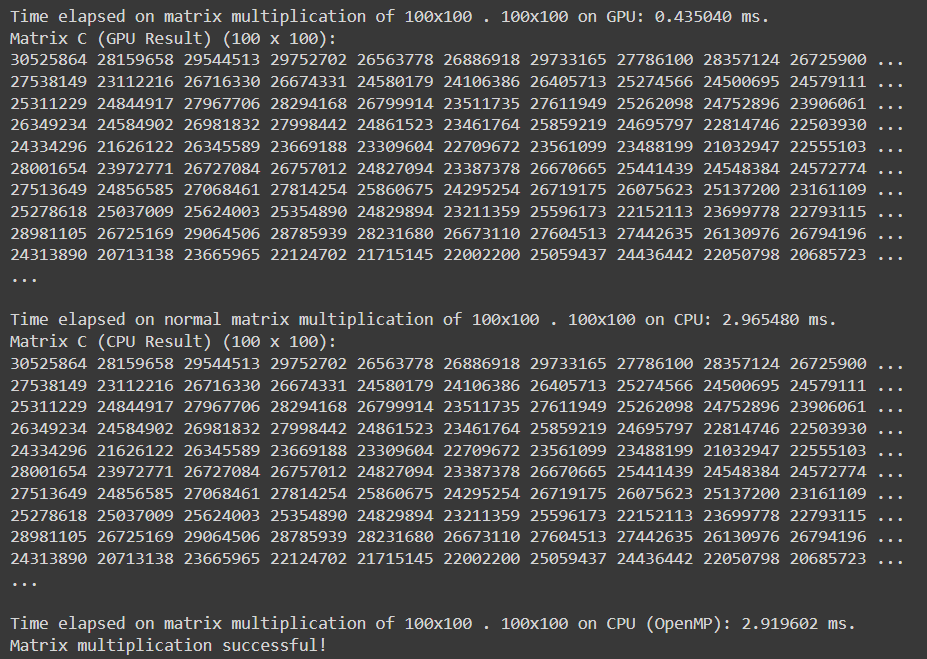 Time elapsed on matrix multiplication of 100x100 . 100x100 on GPU: 0.435040 ms.
Matrix C (GPU Result) (100 x 100):
30525864 28159658 29544513 29752702 26563778 26886918 29733165 27786100 28357124 26725900 ...
27538149 23112216 26716330 26674331 24580179 24106386 26405713 25274566 24500695 24579111 ...
25311229 24844917 27967706 28294168 26799914 23511735 27611949 25262098 24752896 23906061 ...
26349234 24584902 26981832 27998442 24861523 23461764 25859219 24695797 22814746 22503930 ...
24334296 21626122 26345589 23669188 23309604 22709672 23561099 23488199 21032947 22555103 ...
28001654 23972771 26727084 26757012 24827094 23387378 26670665 25441439 24548384 24572774 ...
27513649 24856585 27068461 27814254 25860675 24295254 26719175 26075623 25137200 23161109 ...
25278618 25037009 25624003 25354890 24829894 23211359 25596173 22152113 23699778 22793115 ...
28981105 26725169 29064506 28785939 28231680 26673110 27604513 27442635 26130976 26794196 ...
24313890 20713138 23665965 22124702 21715145 22002200 25059437 24436442 22050798 20685723 ...
...
Time elapsed on normal matrix multiplication of 100x100 . 100x100 on CPU: 2.965480 ms.
Matrix C (CPU Result) (100 x 100):
30525864 28159658 29544513 29752702 26563778 26886918 29733165 27786100 28357124 26725900 ...
27538149 23112216 26716330 26674331 24580179 24106386 26405713 25274566 24500695 24579111 ...
25311229 24844917 27967706 28294168 26799914 23511735 27611949 25262098 24752896 23906061 ...
26349234 24584902 26981832 27998442 24861523 23461764 25859219 24695797 22814746 22503930 ...
24334296 21626122 26345589 23669188 23309604 22709672 23561099 23488199 21032947 22555103 ...
28001654 23972771 26727084 26757012 24827094 23387378 26670665 25441439 24548384 24572774 ...
27513649 24856585 27068461 27814254 25860675 24295254 26719175 26075623 25137200 23161109 ...
25278618 25037009 25624003 25354890 24829894 23211359 25596173 22152113 23699778 22793115 ...
28981105 26725169 29064506 28785939 28231680 26673110 27604513 27442635 26130976 26794196 ...
24313890 20713138 23665965 22124702 21715145 22002200 25059437 24436442 22050798 20685723 ...
...
Time elapsed on matrix multiplication of 100x100 . 100x100 on CPU (OpenMP): 2.919602 ms.
Matrix multiplication successful!